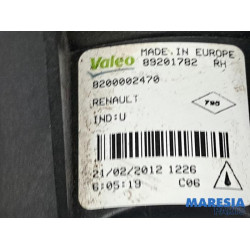 Valeo MADE IN EUROPE
89201782 RH
8200002470
RENAULT
IND:U
21/02/2012 1226
6:05:19 C06
MARESIA